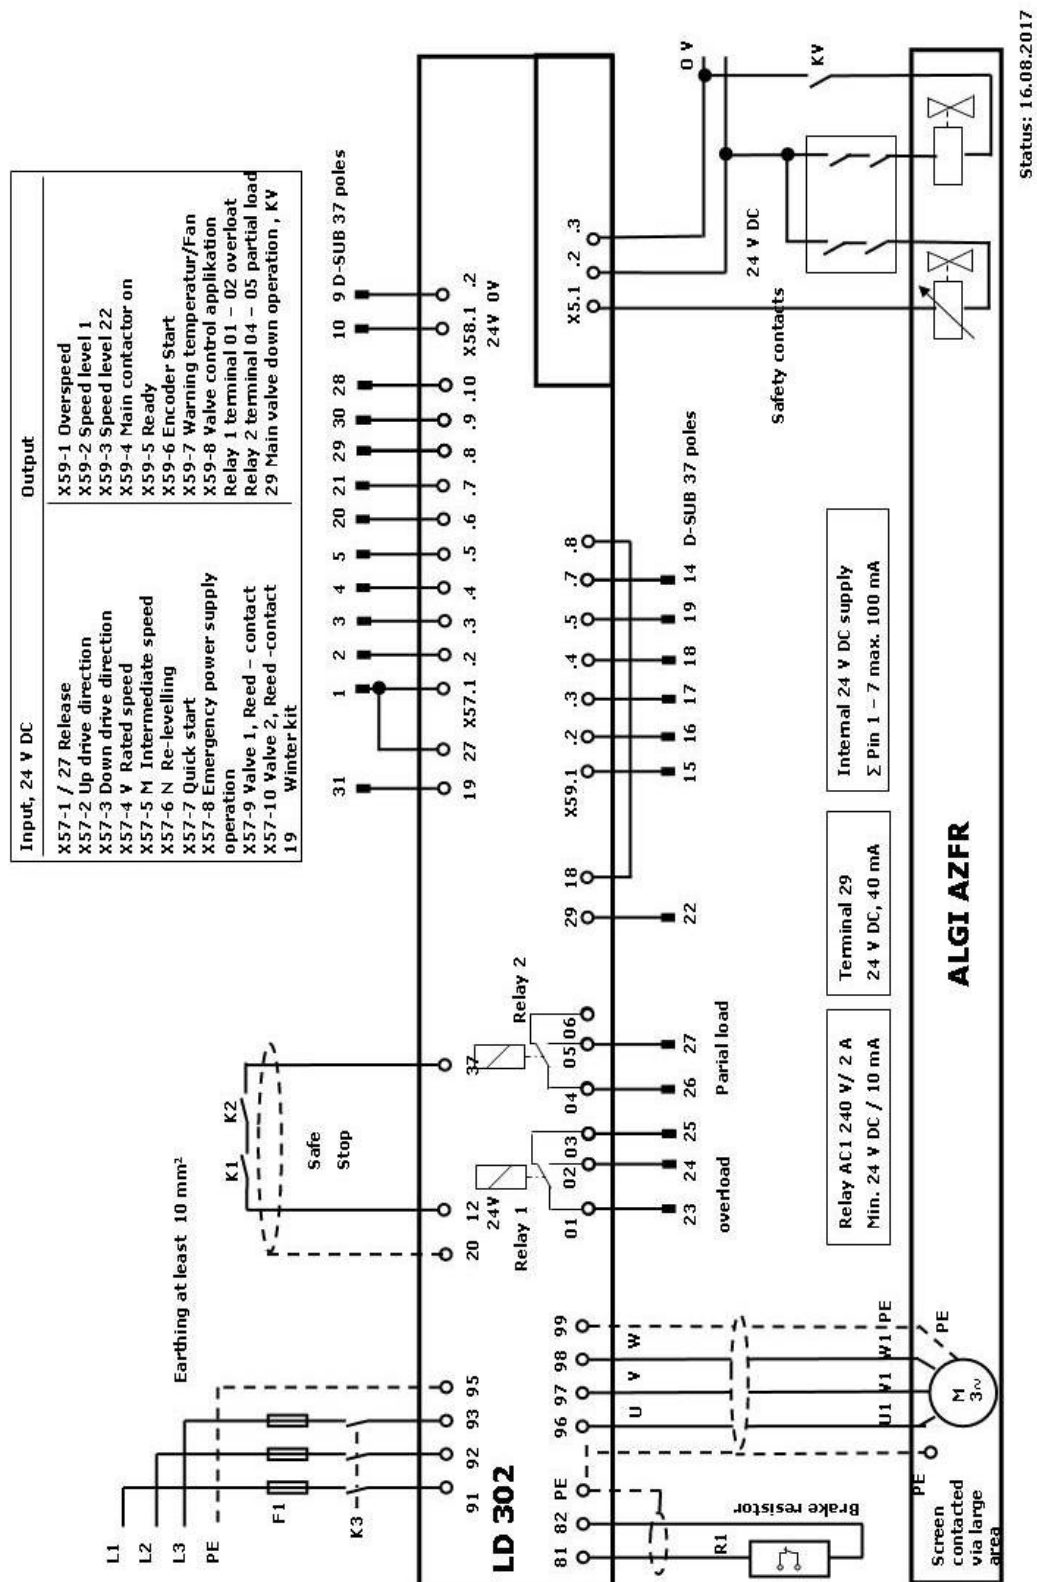 Input, 24 V DC
Output
X57-1 / 27 Release
X57-2 Up drive direction
X57-3 Down drive direction
X57-4 V Rated speed
X57-5 M Intermediate speed
X57-6 N Re-levelling
X57-7 Quick start
X57-8 Emergency power supply
operation
X57-9 Valve 1, Reed – contact
X57-10 Valve 2, Reed -contact
19 Winterkit
X59-1 Overspeed
X59-2 Speed level 1
X59-3 Speed level 22
X59-4 Main contactor on
X59-5 Ready
X59-6 Encoder Start
X59-7 Warning temperatur/Fan
X59-8 Valve control applikation
Relay 1 terminal 01 – 02 overloat
Relay 2 terminal 04 – 05 partial load
29 Main valve down operation , KV
Earthing at least 10 mm²
K1 K2
Safe
Stop
31 1 2 3 4 5 20 21 29 30 28 10 9 D-SUB 37 poles
L1
L2
L3
PE
F1
K3
91 92 93 95 20 12 37 19 27 X57.1 .2 .3 .4 .5 .6 .7 .8 .9 .10 X58.1 .2
24V
24V 0V
LD 302
Relay 1
Relay 2
81 82 PE 96 97 98 99 01 02 03 04 05 06 29 18 X59.1 .2 .3 .4 .5 .7 .8 X5.1 .2 .3
U V W
23 24 25 26 27 22 15 16 17 18 19 14 D-SUB 37 poles
overload
Parial load
0 V
R1
Brake resistor
24 V DC
Safety contacts
KV
Relay AC1 240 V/ 2 A
Min. 24 V DC / 10 mA
Terminal 29
24 V DC, 40 mA
Internal 24 V DC supply
Σ Pin 1 – 7 max. 100 mA
U1 V1 W1 PE
PE
PE
M
3~
Screen
contacted
via large
area
ALGI AZFR
Status: 16.08.2017